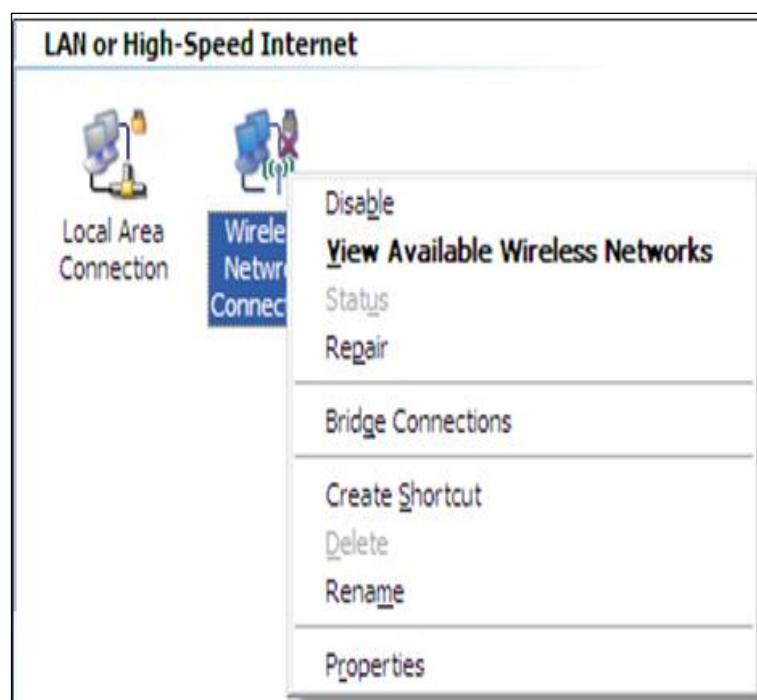 LAN or High-Speed Internet
Local Area
Connection
Disable
View Available Wireless Networks
Status
Repair
Bridge Connections
Create Shortcut
Delete
Rename
Properties